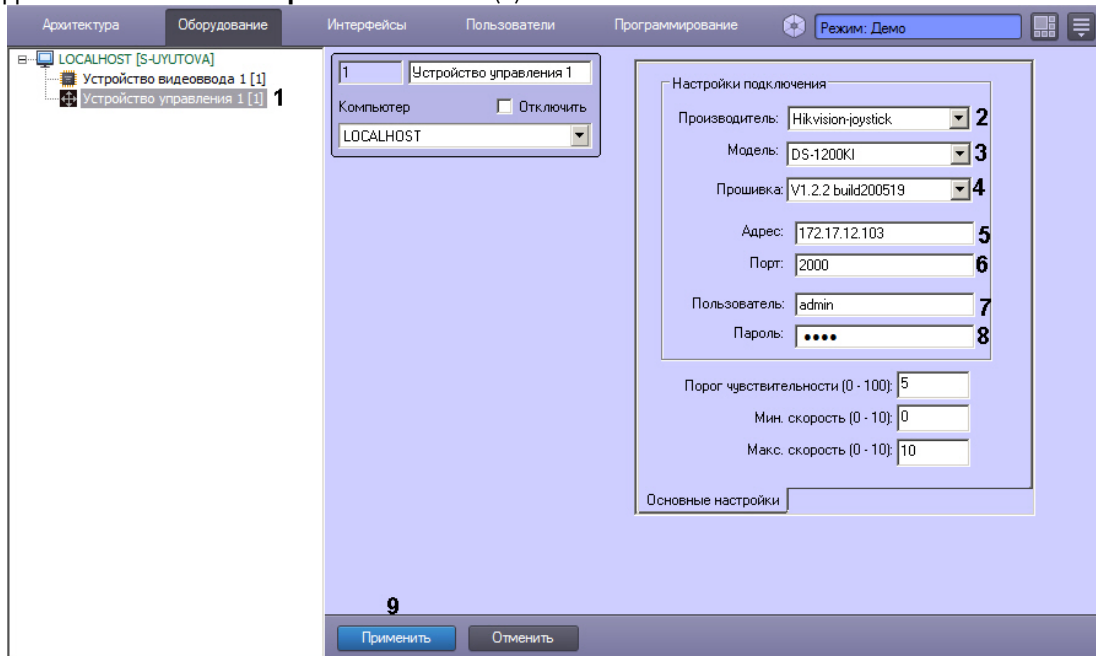 Архитектура Оборудование Интерфейсы Пользователи Программирование Режим: Демо
LOCALHOST [S-UYUTOVA]
Устройство видеоввода 1 [1]
Устройство управления 1 [1] 1
1 Устройство управления 1
Компьютер Отключить
LOCALHOST
Настройки подключения
Производитель: Hikvision-joystick 2
Модель: DS-1200KI 3
Прошивка: V1.2.2 build200519 4
Адрес: 172.17.12.103 5
Порт: 2000 6
Пользователь: admin 7
Пароль: •••• 8
Порог чувствительности (0 - 100): 5
Мин. скорость (0 - 10): 0
Макс. скорость (0 - 10): 10
Основные настройки
9
Применить Отменить